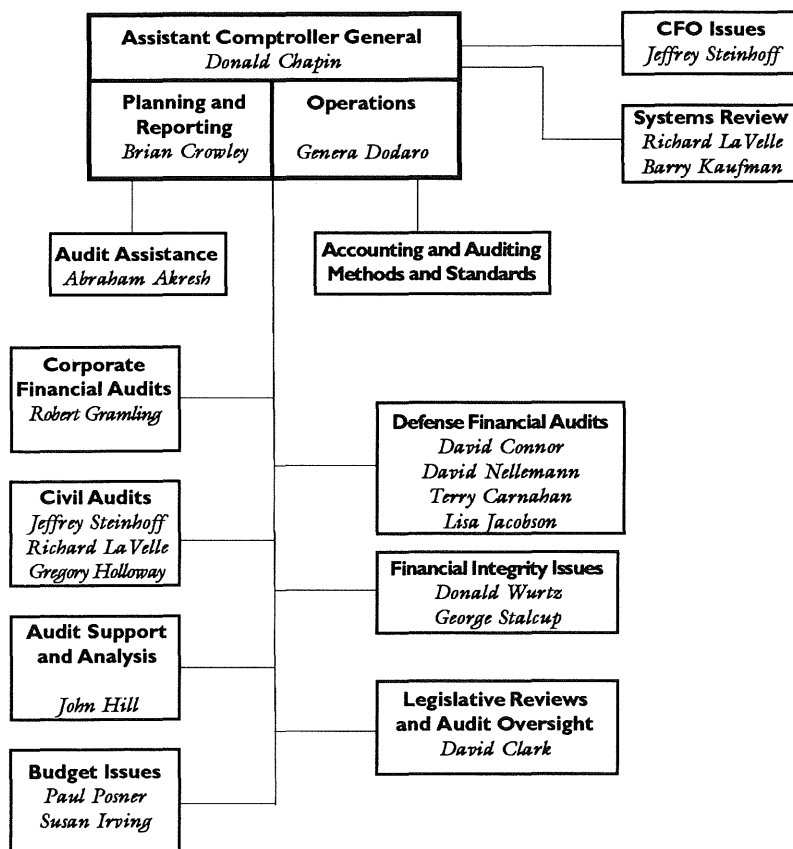 Assistant Comptroller General
Donald Chapin
Planning and
Reporting
Brian Crowley
Operations
Genera Dodaro
CFO Issues
Jeffrey Steinhoff
Systems Review
Richard LaVelle
Barry Kaufman
Audit Assistance
Abraham Akresh
Accounting and Auditing
Methods and Standards
Corporate
Financial Audits
Robert Gramling
Defense Financial Audits
David Connor
David Nellemann
Terry Carnahan
Lisa Jacobson
Civil Audits
Jeffrey Steinhoff
Richard LaVelle
Gregory Holloway
Financial Integrity Issues
Donald Wurtz
George Stalcup
Audit Support
and Analysis
John Hill
Legislative Reviews
and Audit Oversight
David Clark
Budget Issues
Paul Posner
Susan Irving